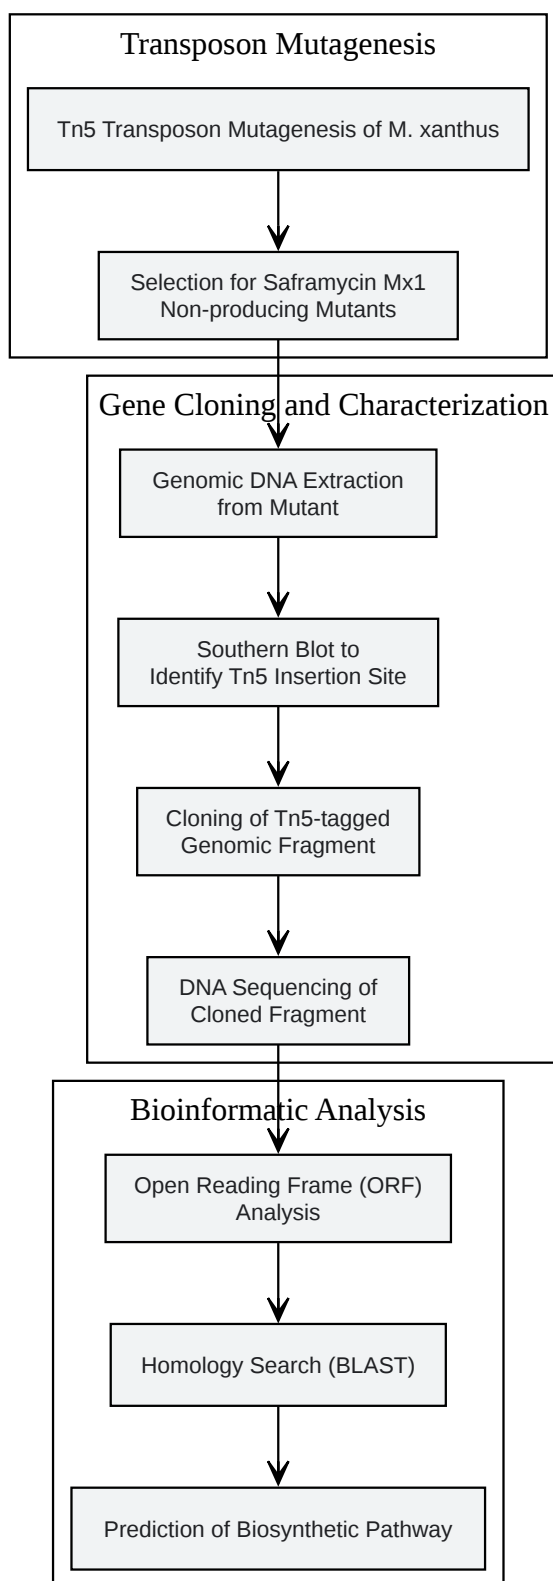 Transposon Mutagenesis
Tn5 Transposon Mutagenesis of M. xanthus
Selection for Saframycin Mx1
Non-producing Mutants
Gene Cloning and Characterization
Genomic DNA Extraction
from Mutant
Southern Blot to
Identify Tn5 Insertion Site
Cloning of Tn5-tagged
Genomic Fragment
DNA Sequencing of
Cloned Fragment
Bioinformatic Analysis
Open Reading Frame (ORF)
Analysis
Homology Search (BLAST)
Prediction of Biosynthetic Pathway